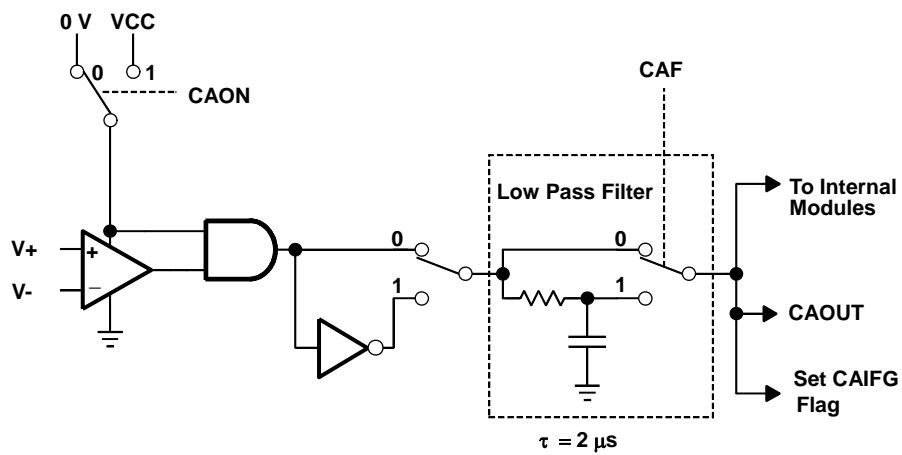 0 V VCC
0 1
CAON
CAF
Low Pass Filter
To Internal
Modules
V+
+
V-
−
0
1
0
1
CAOUT
Set CAIFG
Flag
τ = 2 μs